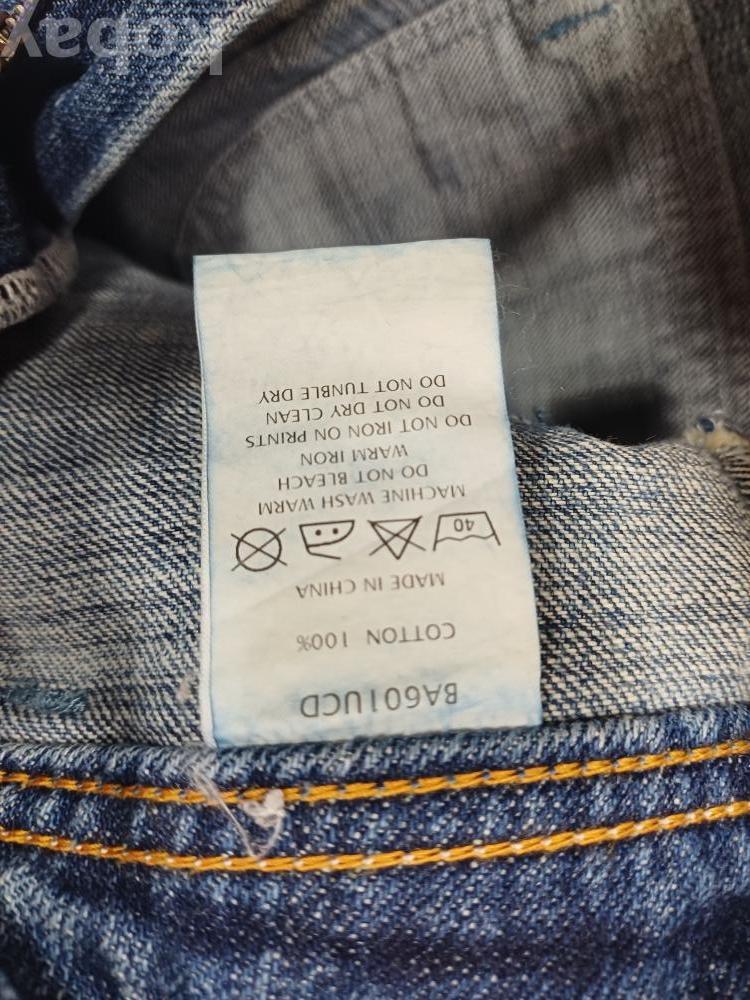 kobay
BA601UCD
COTTON 100%
MADE IN CHINA
40
MACHINE WASH WARM
DO NOT BLEACH
WARM IRON
DO NOT IRON ON PRINTS
DO NOT DRY CLEAN
DO NOT TUNBLE DRY